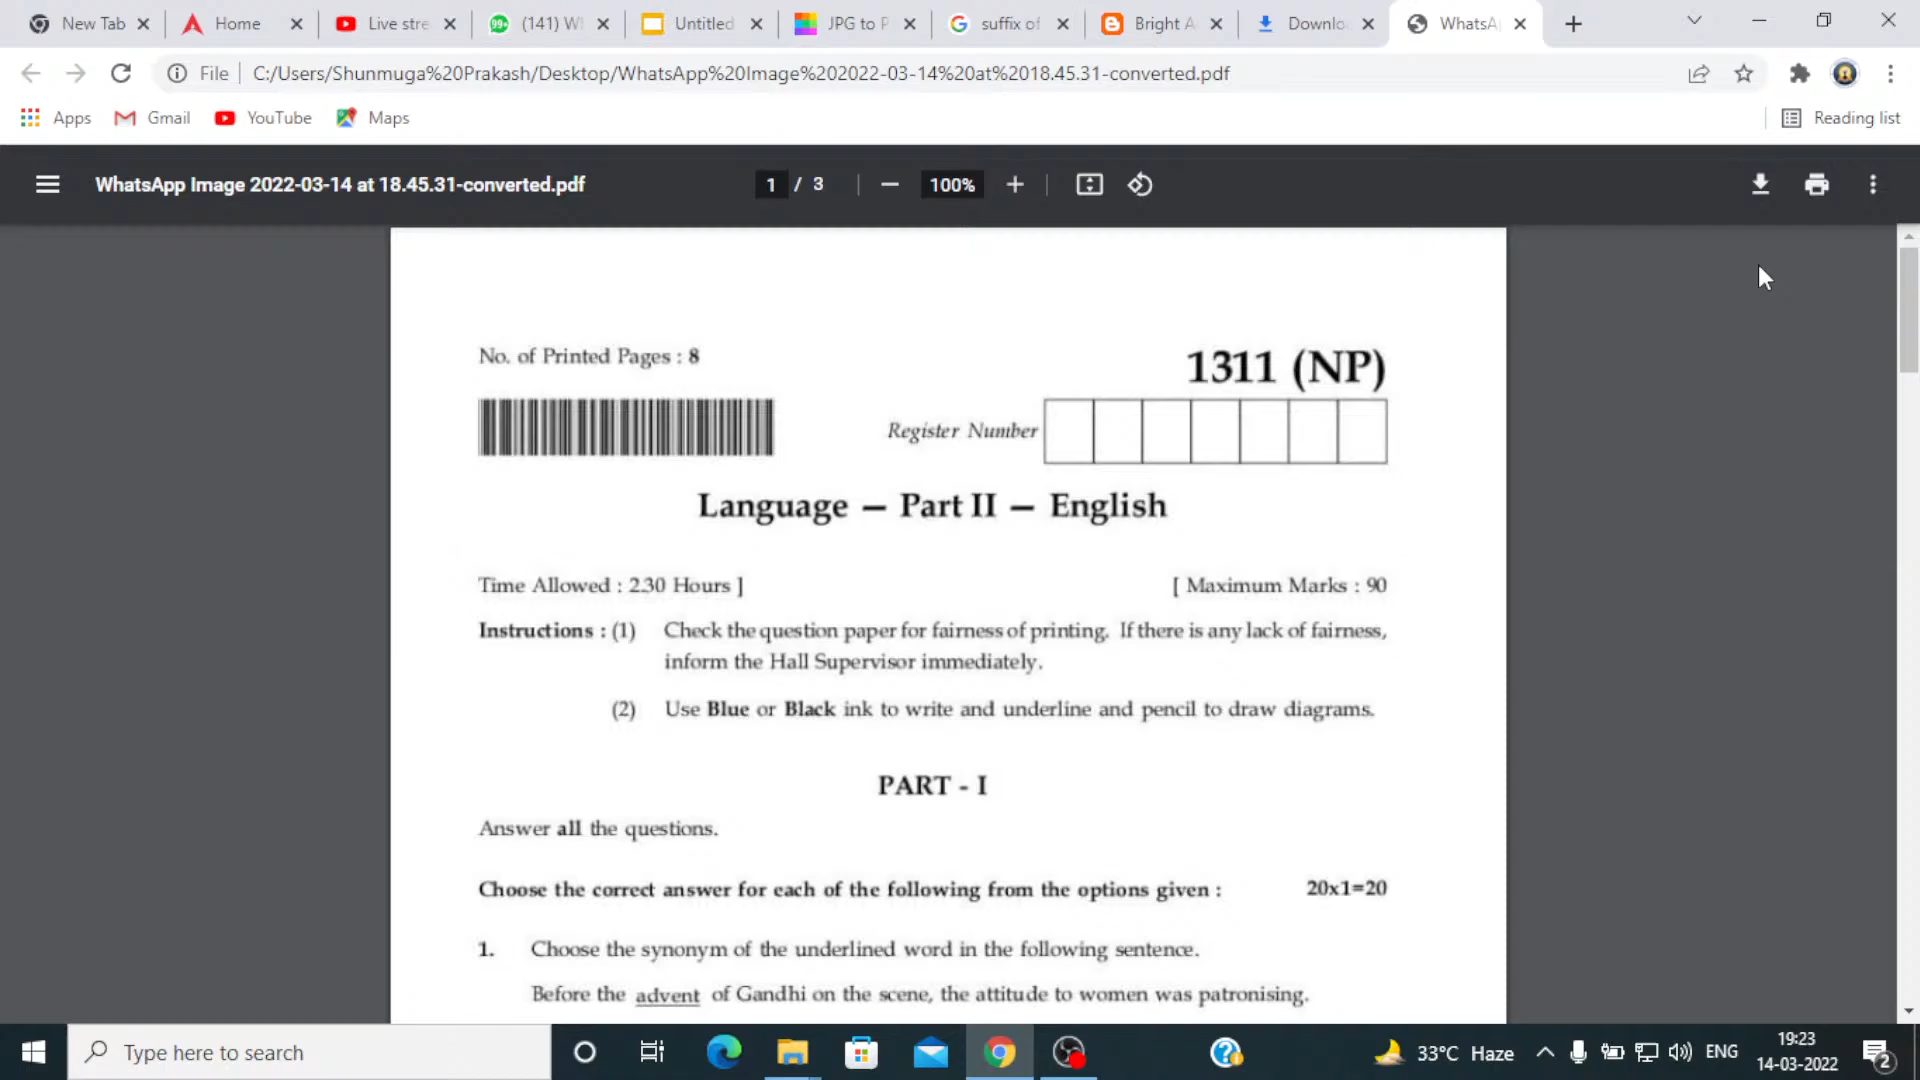 New Tab
Home
Live stre
(141) W
Untitled
JPG to P
suffix of
Bright A
Downlo
WhatsA
File
C:/Users/Shunmuga%20Prakash/Desktop/WhatsApp%20Image%202022-03-14%20at%2018.45.31-converted.pdf
Apps
Gmail
YouTube
Maps
Reading list
WhatsApp Image 2022-03-14 at 18.45.31-converted.pdf
1 / 3
100%
No. of Printed Pages : 8
1311 (NP)
Register Number
Language — Part II — English
Time Allowed : 2.30 Hours ]
[ Maximum Marks : 90
Instructions : (1) Check the question paper for fairness of printing. If there is any lack of fairness,
inform the Hall Supervisor immediately.
(2) Use Blue or Black ink to write and underline and pencil to draw diagrams.
PART - I
Answer all the questions.
Choose the correct answer for each of the following from the options given : 20x1=20
1. Choose the synonym of the underlined word in the following sentence.
Before the advent of Gandhi on the scene, the attitude to women was patronising.
Type here to search
33°C Haze
ENG
19:23
14-03-2022
2